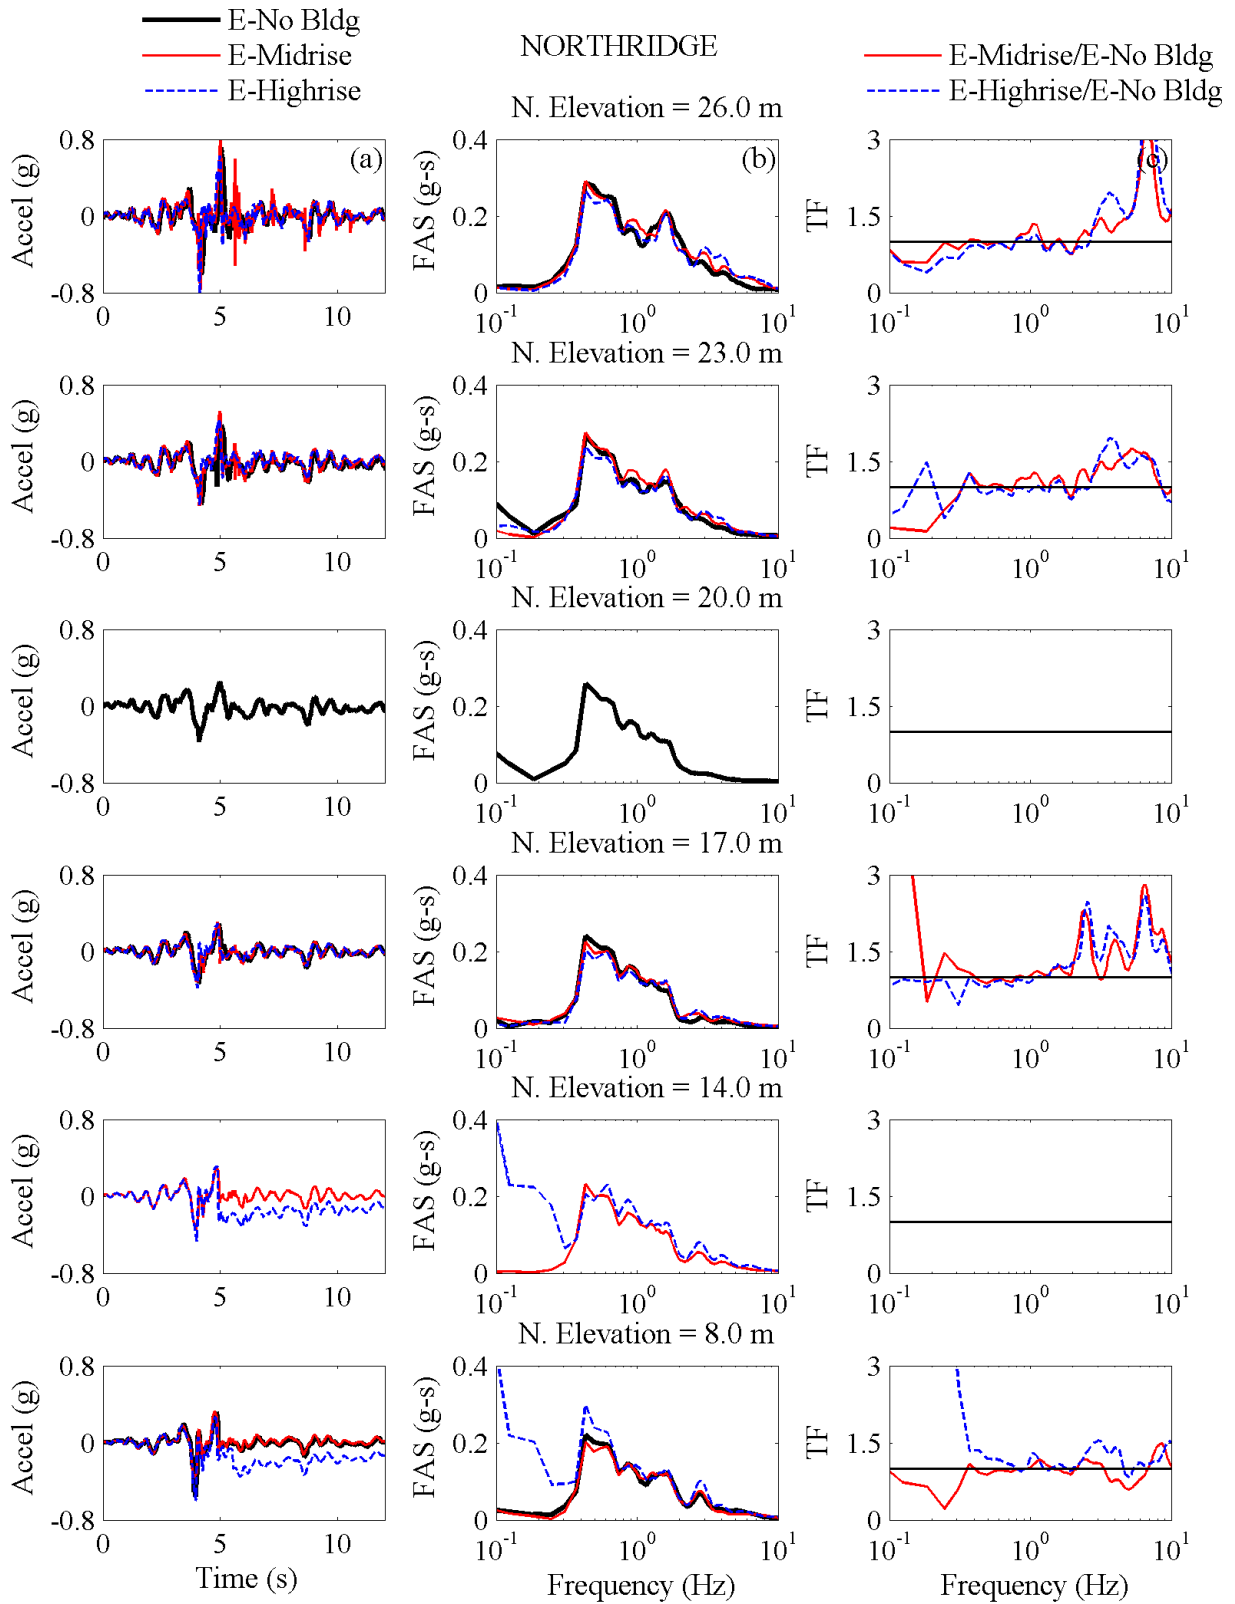 E-No Bldg
E-Midrise
E-Highrise
NORTHRIDGE
E-Midrise/E-No Bldg
E-Highrise/E-No Bldg
N. Elevation = 26.0 m
Accel (g)
0.8
0
-0.8
0 5 10
(a)
FAS (g-s)
0.4
0.2
0
10^-1 10^0 10^1
(b)
TF
3
1.5
0
10^-1 10^0 10^1
(c)
N. Elevation = 23.0 m
Accel (g)
0.8
0
-0.8
0 5 10
FAS (g-s)
0.4
0.2
0
10^-1 10^0 10^1
TF
3
1.5
0
10^-1 10^0 10^1
N. Elevation = 20.0 m
Accel (g)
0.8
0
-0.8
0 5 10
FAS (g-s)
0.4
0.2
0
10^-1 10^0 10^1
TF
3
1.5
0
10^-1 10^0 10^1
N. Elevation = 17.0 m
Accel (g)
0.8
0
-0.8
0 5 10
FAS (g-s)
0.4
0.2
0
10^-1 10^0 10^1
TF
3
1.5
0
10^-1 10^0 10^1
N. Elevation = 14.0 m
Accel (g)
0.8
0
-0.8
0 5 10
FAS (g-s)
0.4
0.2
0
10^-1 10^0 10^1
TF
3
1.5
0
10^-1 10^0 10^1
N. Elevation = 8.0 m
Accel (g)
0.8
0
-0.8
0 5 10
Time (s)
FAS (g-s)
0.4
0.2
0
10^-1 10^0 10^1
Frequency (Hz)
TF
3
1.5
0
10^-1 10^0 10^1
Frequency (Hz)